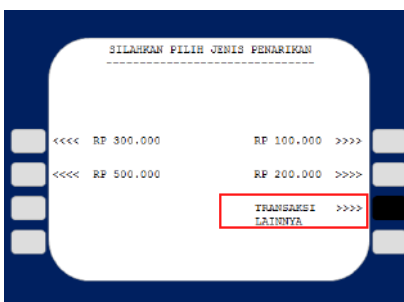 SILAHKAN PILIH JENIS PENARIKAN
------------------------------
<<<< RP 300.000 RP 100.000 >>>>
<<<< RP 500.000 RP 200.000 >>>>
TRANSAKSI >>>>
LAINNYA